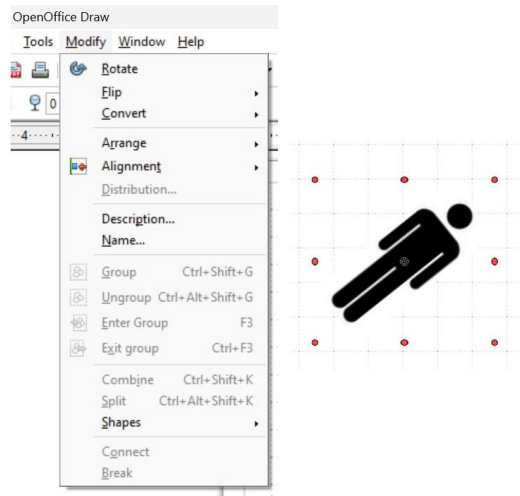 OpenOffice Draw
Tools Modify Window Help
Rotate
0
Flip
Convert
4
Arrange
Alignment
Distribution...
Description...
Name...
Group Ctrl+Shift+G
Ungroup Ctrl+Alt+Shift+G
Enter Group F3
Exit group Ctrl+F3
Combine Ctrl+Shift+K
Split Ctrl+Alt+Shift+K
Shapes
Connect
Break